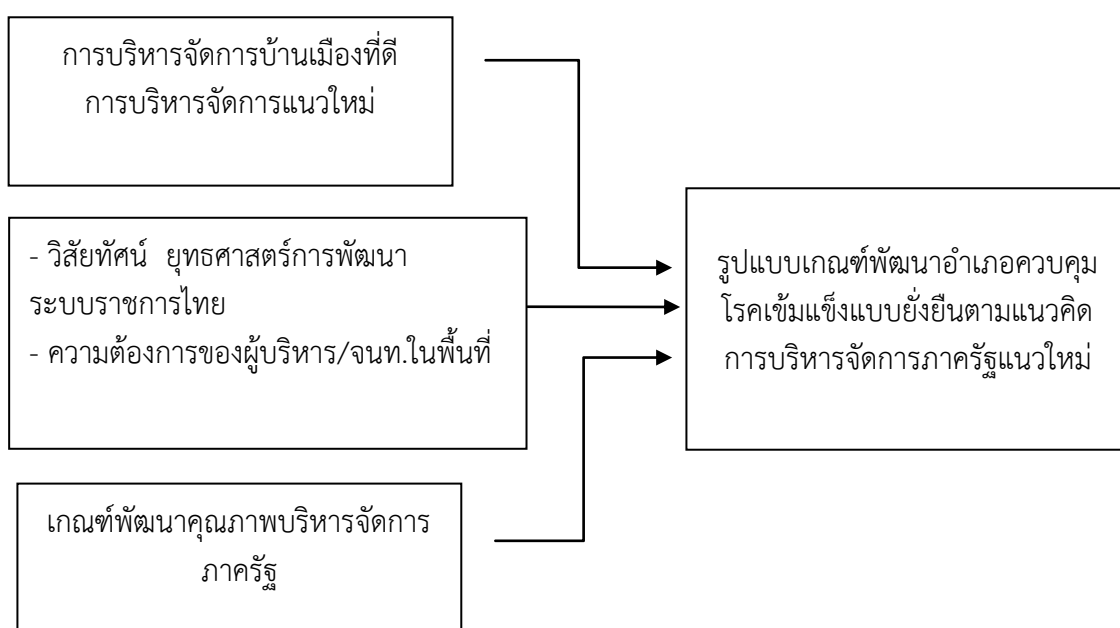 การบริหารจัดการบ้านเมืองที่ดี
การบริหารจัดการแนวใหม่
- วิสัยทัศน์ ยุทธศาสตร์การพัฒนา
ระบบราชการไทย
- ความต้องการของผู้บริหาร/จนท.ในพื้นที่
เกณฑ์พัฒนาคุณภาพบริหารจัดการ
ภาครัฐ
รูปแบบเกณฑ์พัฒนาอำเภอควบคุม
โรคเข้มแข็งแบบยั่งยืนตามแนวคิด
การบริหารจัดการภาครัฐแนวใหม่